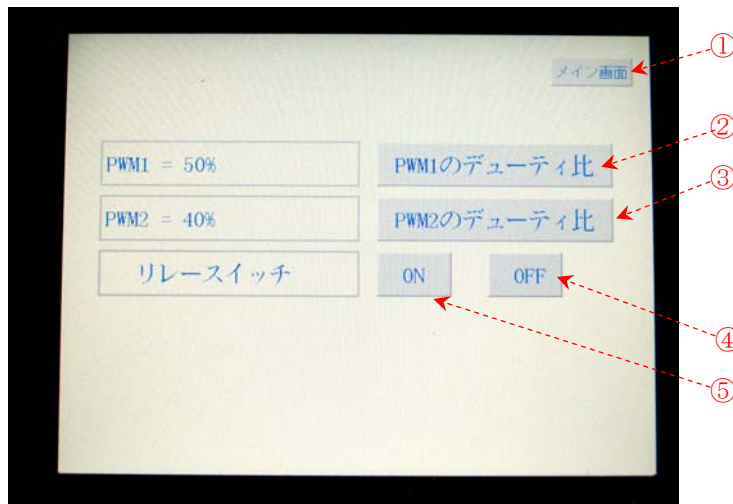 ①
メイン画面
②
PWM1 = 50%
PWM1のデューティ比
③
PWM2 = 40%
PWM2のデューティ比
リレースイッチ
ON
OFF
④
⑤